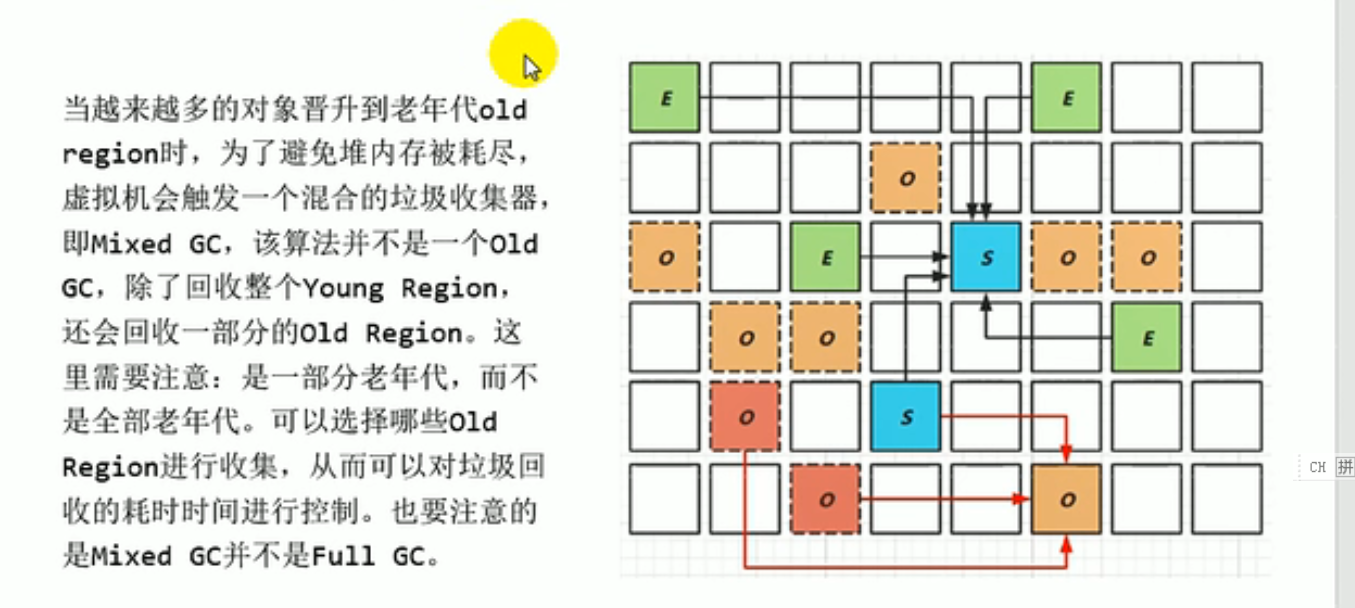 当越来越多的对象晋升到老年代old
region时，为了避免堆内存被耗尽，
虚拟机会触发一个混合的垃圾收集器，
即Mixed GC，该算法并不是一个Old
GC，除了回收整个Young Region，
还会回收一部分的Old Region。这
里需要注意：是一部分老年代，而不
是全部老年代。可以选择哪些Old
Region进行收集，从而可以对垃圾回
收的耗时时间进行控制。也要注意的
是Mixed GC并不是Full GC。
E E
O
O E S O O
O O E
O S
O O
CH 拼